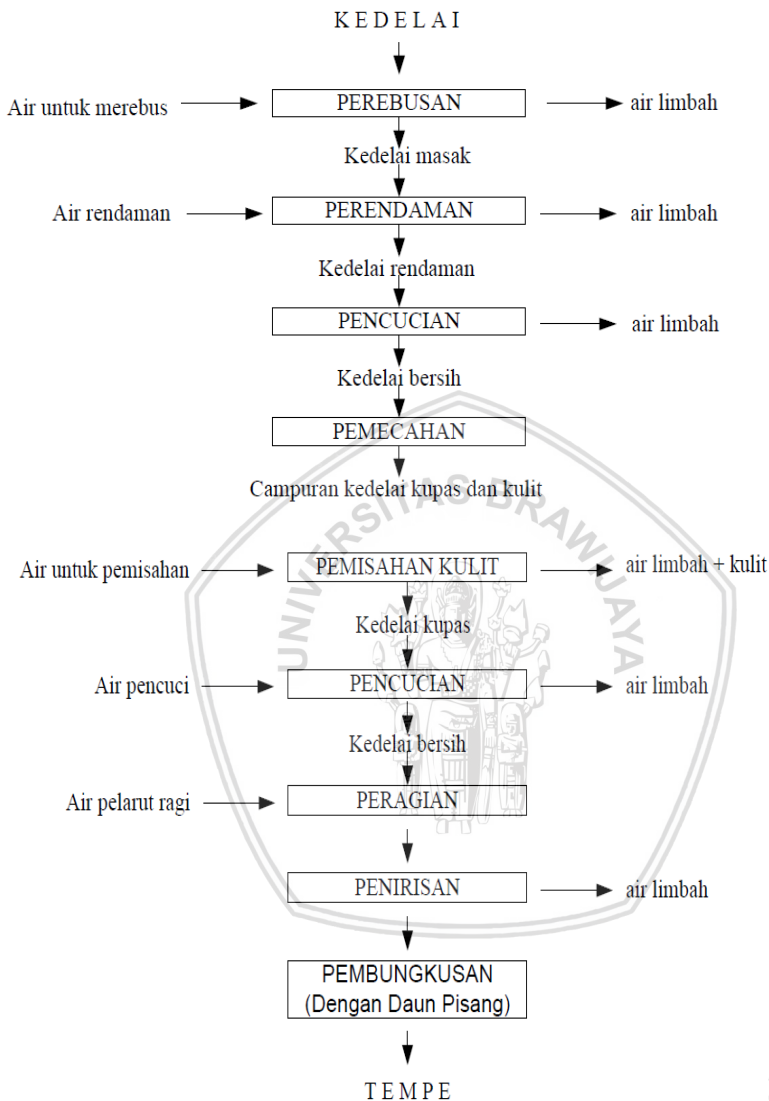 K E D E L A I
Air untuk merebus PEREBUSAN air limbah
Kedelai masak
Air rendaman PERENDAMAN air limbah
Kedelai rendaman
PENCUCIAN air limbah
Kedelai bersih
PEMECAHAN
Campuran kedelai kupas dan kulit
UNIVERSITAS BRAWIJAYA
Air untuk pemisahan PEMISAHAN KULIT air limbah + kulit
Kedelai kupas
Air pencuci PENCUCIAN air limbah
Kedelai bersih
Air pelarut ragi PERAGIAN
PENIRISAN air limbah
PEMBUNGKUSAN
(Dengan Daun Pisang)
T E M P E